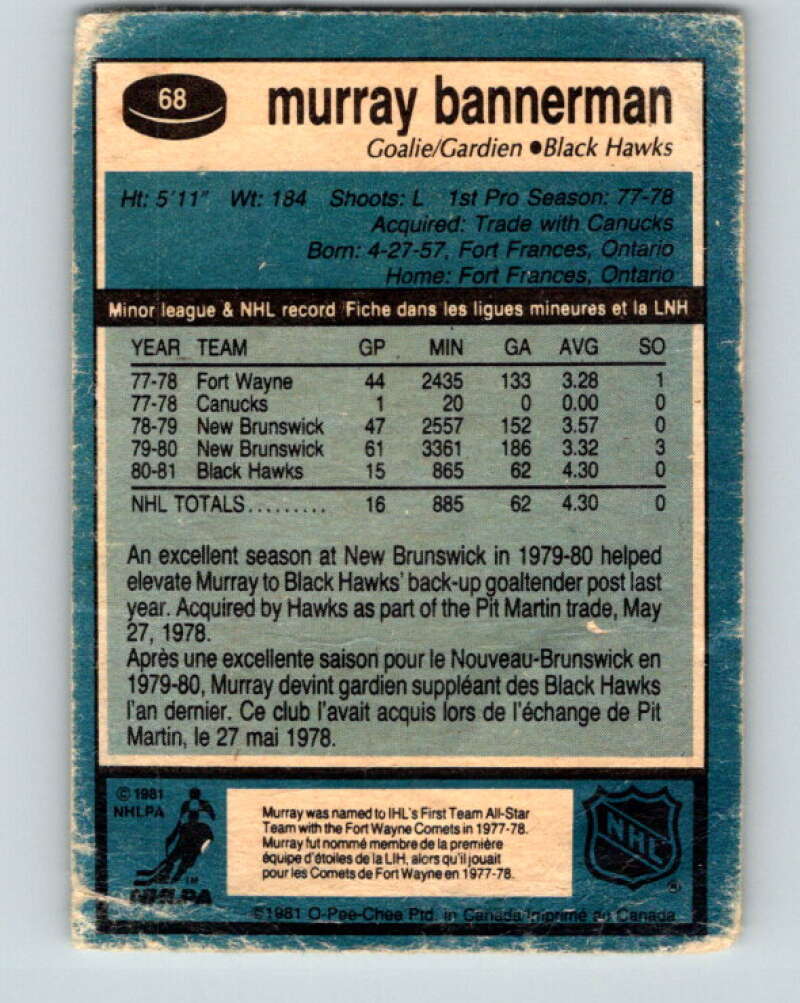 68
murray bannerman
Goalie/Gardien •Black Hawks
Ht: 5'11" Wt: 184 Shoots: L 1st Pro Season: 77-78
Acquired: Trade with Canucks
Born: 4-27-57, Fort Frances, Ontario
Home: Fort Frances, Ontario
Minor league & NHL record Fiche dans les ligues mineures et la LNH
YEAR TEAM GP MIN GA AVG SO
77-78 Fort Wayne 44 2435 133 3.28 1
77-78 Canucks 1 20 0 0.00 0
78-79 New Brunswick 47 2557 152 3.57 0
79-80 New Brunswick 61 3361 186 3.32 3
80-81 Black Hawks 15 865 62 4.30 0
NHL TOTALS......... 16 885 62 4.30 0
An excellent season at New Brunswick in 1979-80 helped
elevate Murray to Black Hawks' back-up goaltender post last
year. Acquired by Hawks as part of the Pit Martin trade, May
27, 1978.
Après une excellente saison pour le Nouveau-Brunswick en
1979-80, Murray devint gardien suppléant des Black Hawks
l'an dernier. Ce club l'avait acquis lors de l'échange de Pit
Martin, le 27 mai 1978.
© 1981
NHLPA
NHLPA
Murray was named to IHL's First Team All-Star
Team with the Fort Wayne Comets in 1977-78.
Murray fut nommé membre de la première
équipe d'étoiles de la LIH, alors qu'il jouait
pour les Comets de Fort Wayne en 1977-78.
NHL
©1981 O-Pee-Chee Ptd. in Canada/Imprimé au Canada